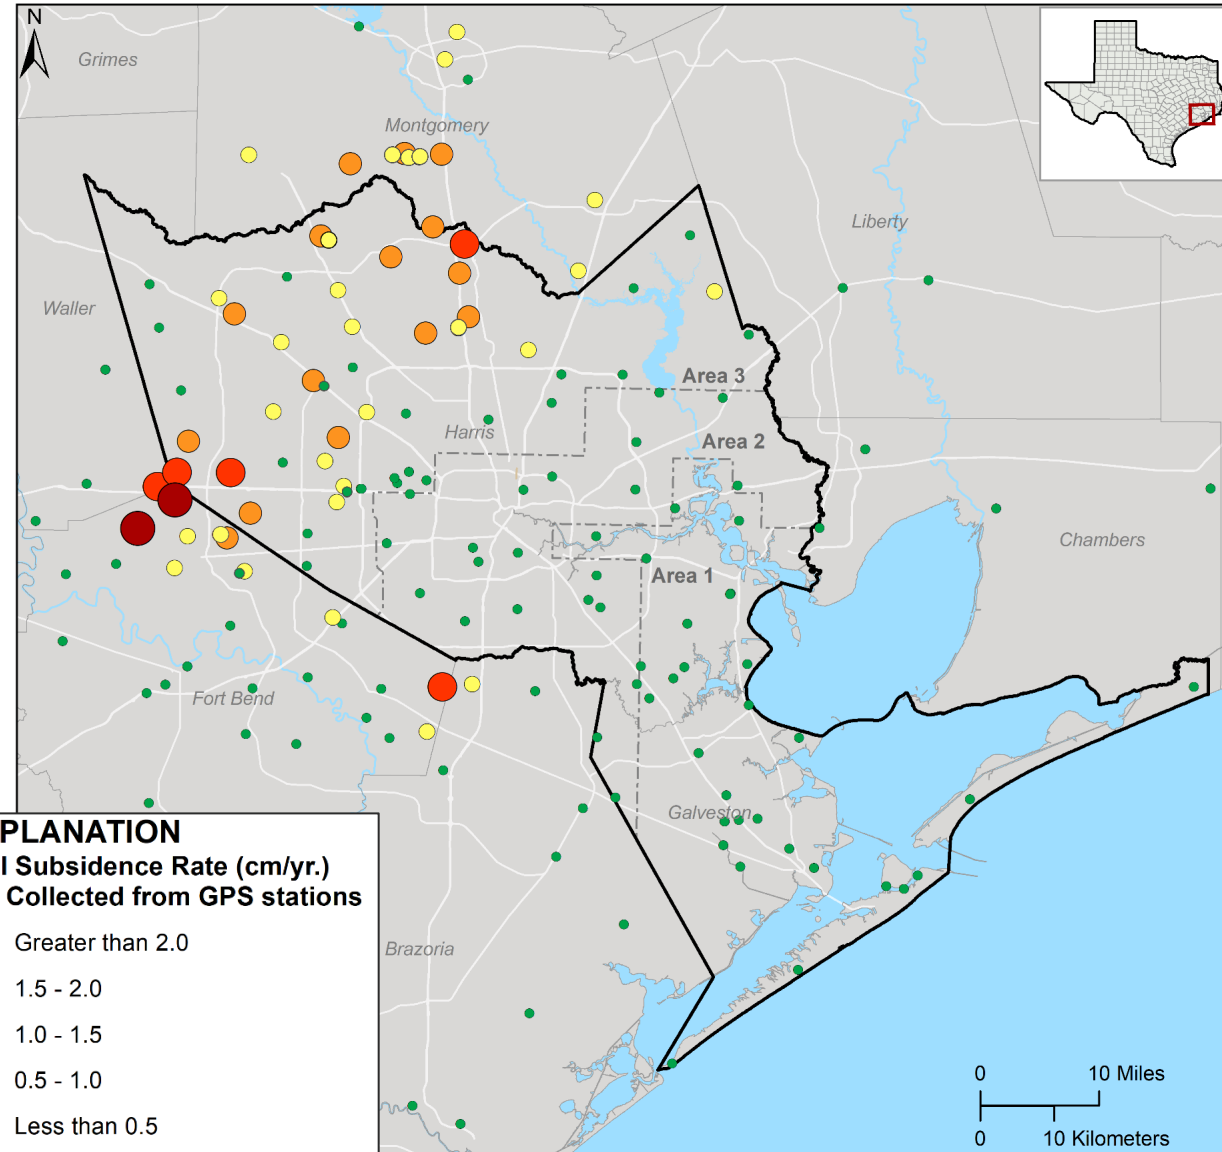 N
Grimes
Montgomery
Liberty
Waller
Area 3
Harris
Area 2
Chambers
Area 1
Fort Bend
Galveston
Brazoria
PLANATION
l Subsidence Rate (cm/yr.)
Collected from GPS stations
Greater than 2.0
1.5 - 2.0
1.0 - 1.5
0.5 - 1.0
Less than 0.5
0 10 Miles
0 10 Kilometers